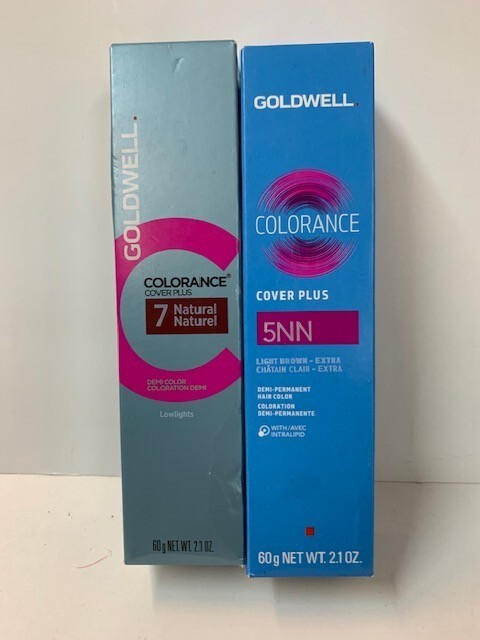 GOLDWELL.
COLORANCE®
COVER PLUS
7 Natural
Naturel
DEMI COLOR
COLORATION DEMI
Lowlights
60g NET WT. 2.1 OZ.
GOLDWELL.
COLORANCE
COVER PLUS
5NN
LIGHT BROWN - EXTRA
CHÂTAIN CLAIR - EXTRA
DEMI-PERMANENT
HAIR COLOR
COLORATION
DEMI-PERMANENTE
WITH/AVEC
INTRALIPID
60g NET WT. 2.1 OZ.